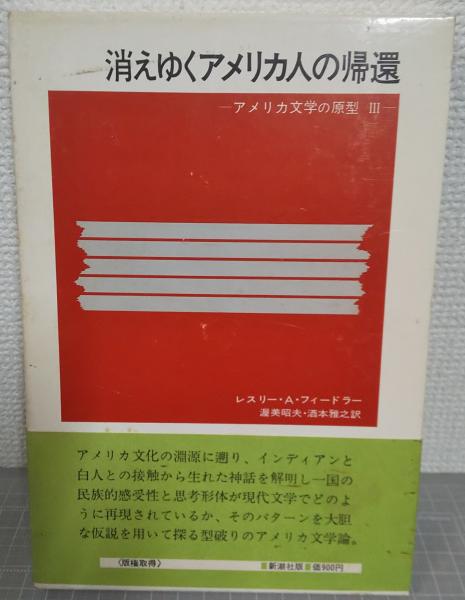 消えゆくアメリカ人の帰還
―アメリカ文学の原型 Ⅲ―
レスリー・A・フィードラー
渥美昭夫・酒本雅之訳
アメリカ文化の淵源に遡り、インディアンと
白人との接触から生れた神話を解明し一国の
民族的感受性と思考形体が現代文学でどのよ
うに再現されているか、そのパターンを大胆
な仮説を用いて探る型破りのアメリカ文学論。
〈版権取得〉 ■新潮社版■価900円